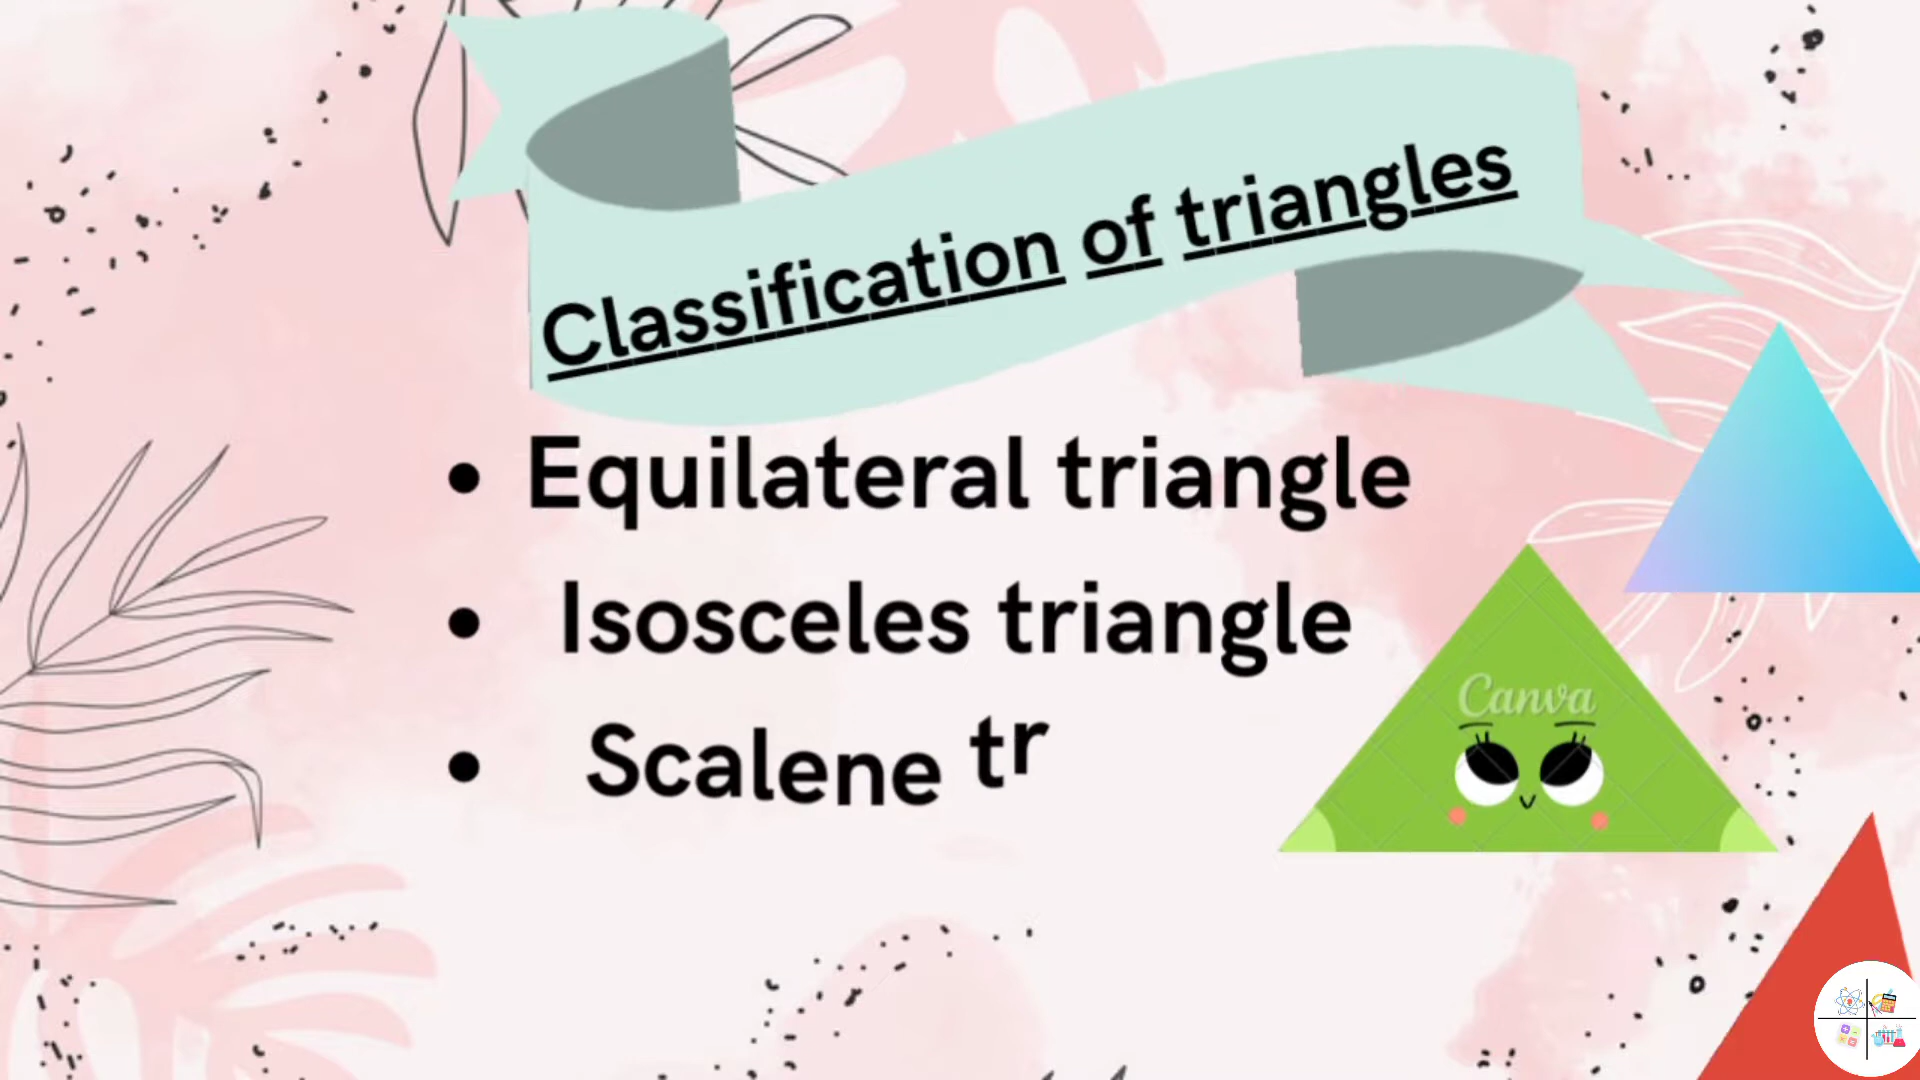 Classification of triangles
• Equilateral triangle
• Isosceles triangle
• Scalene tr
Canva